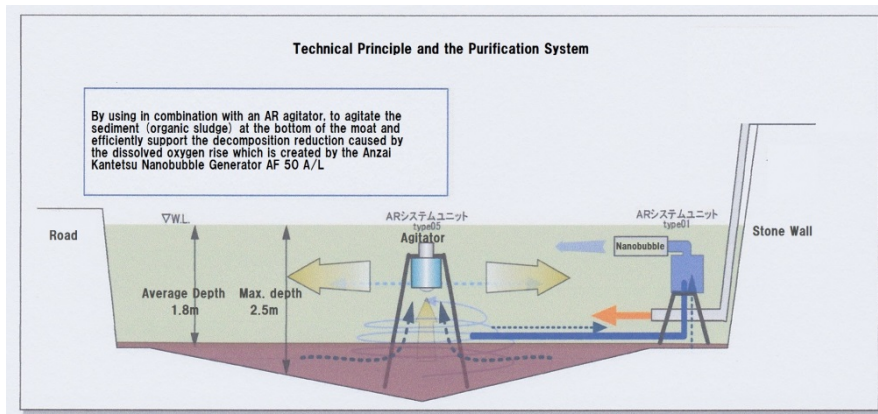 Technical Principle and the Purification System
By using in combination with an AR agitator, to agitate the
sediment (organic sludge) at the bottom of the moat and
efficiently support the decomposition reduction caused by
the dissolved oxygen rise which is created by the Anzai
Kantetsu Nanobubble Generator AF 50 A/L
▽W.L.
ARシステムユニット
type05
Agitator
ARシステムユニット
type01
Road
Nanobubble
Stone Wall
Average Depth
1.8m
Max. depth
2.5m